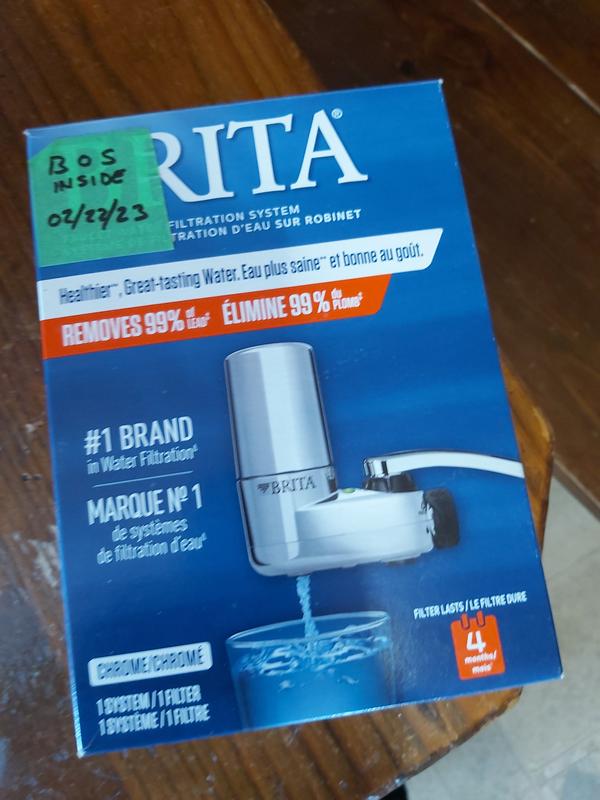 BRITA®
BOS
INSIDE
02/22/23
FILTRATION SYSTEM
TRATION D'EAU SUR ROBINET
Healthier~, Great-tasting Water. Eau plus saine~ et bonne au goût.
REMOVES 99% of LEAD‡ ÉLIMINE 99 % du PLOMB‡
#1 BRAND
in Water Filtration◊
MARQUE Nº 1
de systèmes
de filtration d'eau◊
BRITA
FILTER LASTS / LE FILTRE DURE
4
months/
mois
CHROME/CHROMÉ
1 SYSTEM / 1 FILTER
1 SYSTÈME / 1 FILTRE